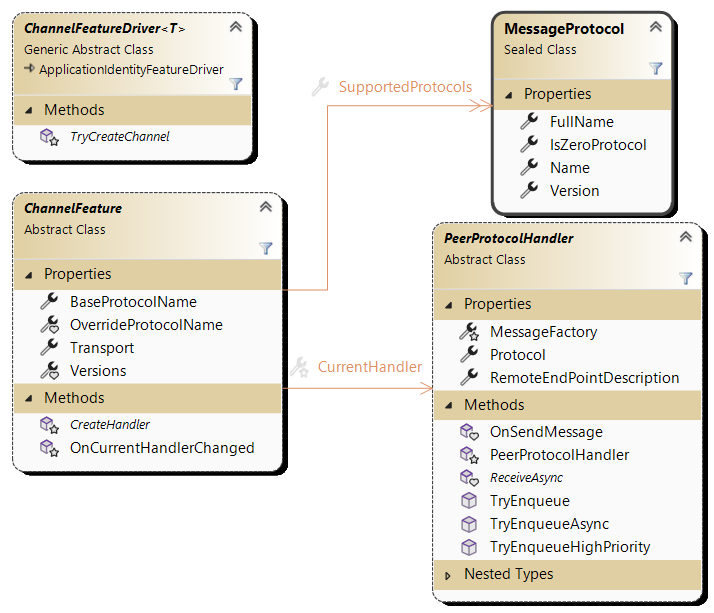 ChannelFeatureDriver<T>
Generic Abstract Class
ApplicationIdentityFeatureDriver
Methods
TryCreateChannel
MessageProtocol
Sealed Class
Properties
FullName
IsZeroProtocol
Name
Version
SupportedProtocols
ChannelFeature
Abstract Class
Properties
BaseProtocolName
OverrideProtocolName
Transport
Versions
Methods
CreateHandler
OnCurrentHandlerChanged
CurrentHandler
PeerProtocolHandler
Abstract Class
Properties
MessageFactory
Protocol
RemoteEndPointDescription
Methods
OnSendMessage
PeerProtocolHandler
ReceiveAsync
TryEnqueue
TryEnqueueAsync
TryEnqueueHighPriority
Nested Types